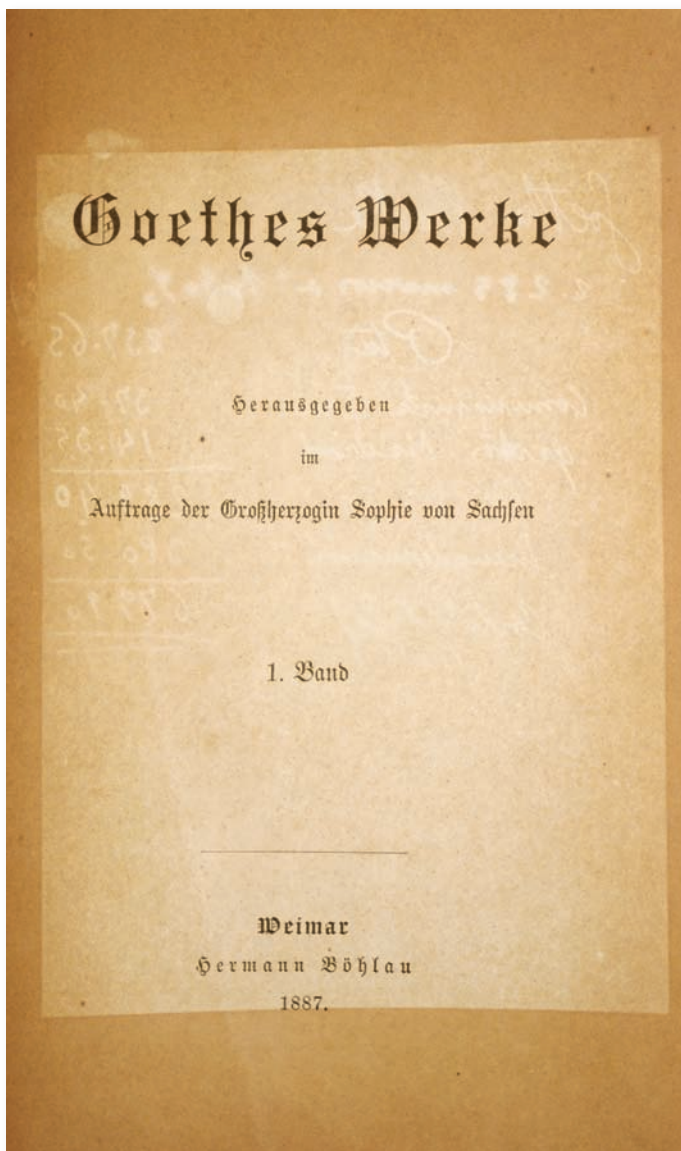 Goethes Werke
Herausgegeben
im
Auftrage der Großherzogin Sophie von Sachsen
1. Band
Weimar
Hermann Böhlau
1887.